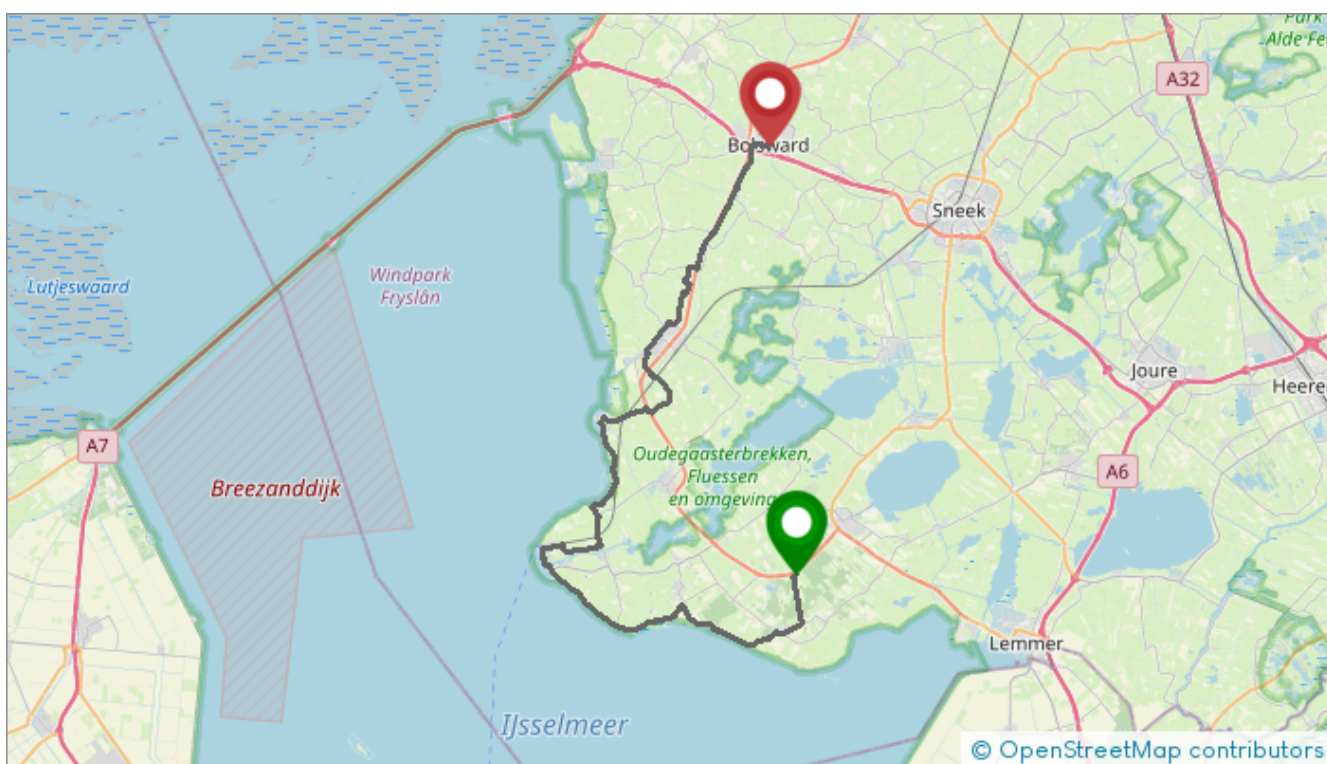 Park
Alde Fe
A32
Bolsward
Sneek
Windpark
Fryslân
Lutjeswaard
Joure
Heere
A7
Oudegaasterbrekken,
Fluessen
en omgeving
A6
Breezanddijk
Lemmer
IJsselmeer
© OpenStreetMap contributors